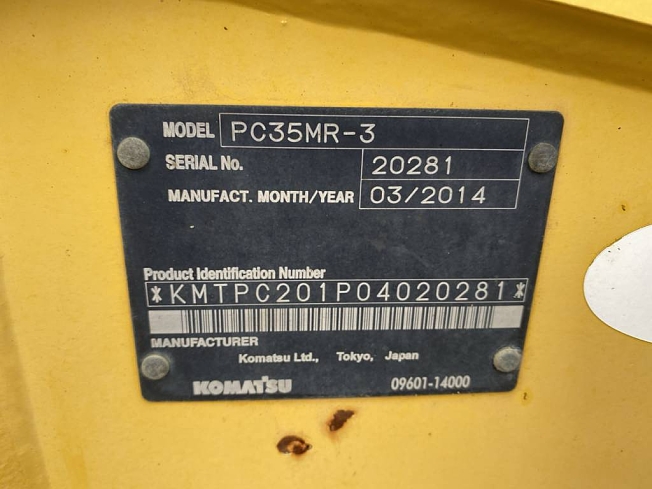 MODEL PC35MR-3
SERIAL No. 20281
MANUFACT. MONTH/YEAR 03/2014
Product Identification Number
*KMTPC201P04020281*
MANUFACTURER
Komatsu Ltd., Tokyo, Japan
KOMATSU 09601-14000